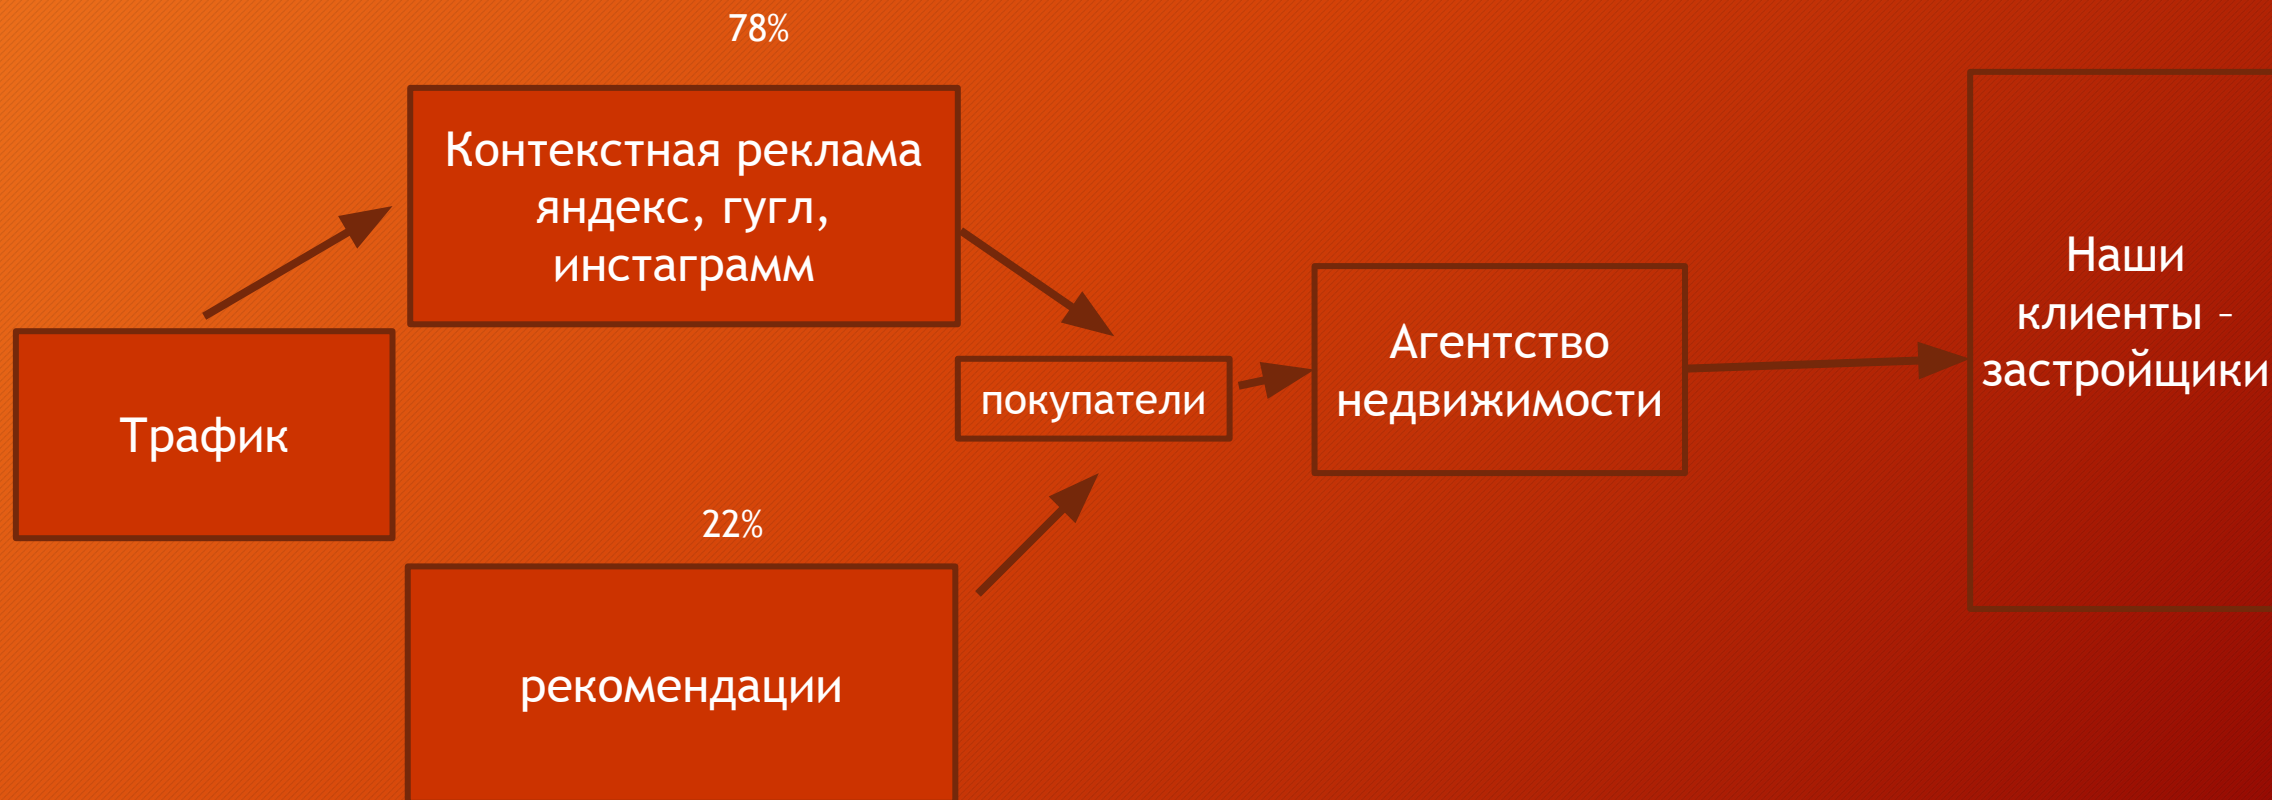 78%
Контекстная реклама
яндекс, гугл,
инстаграмм
Трафик
покупатели
Агентство
недвижимости
Наши
клиенты –
застройщики
22%
рекомендации